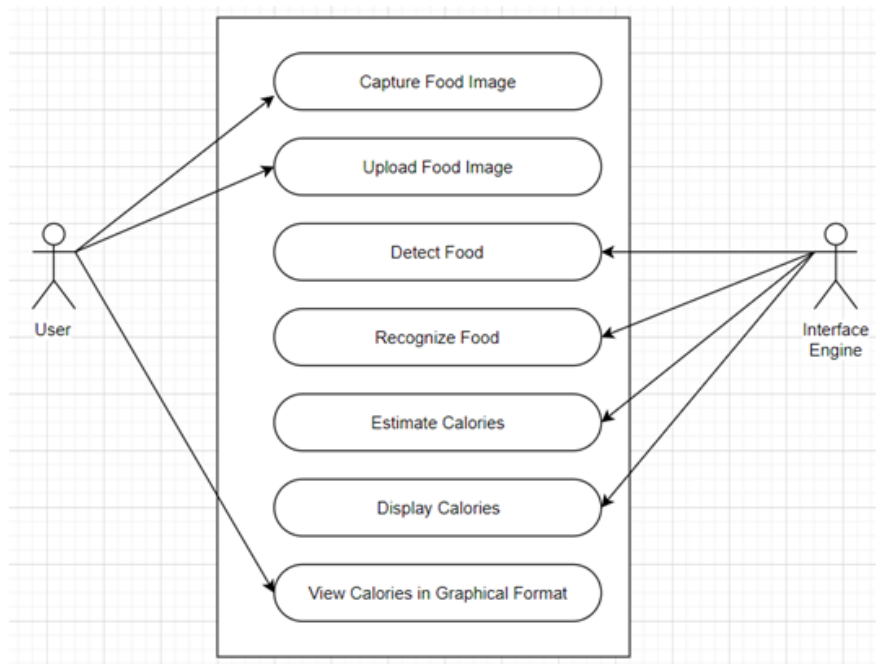 Capture Food Image
Upload Food Image
Detect Food
User
Interface
Engine
Recognize Food
Estimate Calories
Display Calories
View Calories in Graphical Format